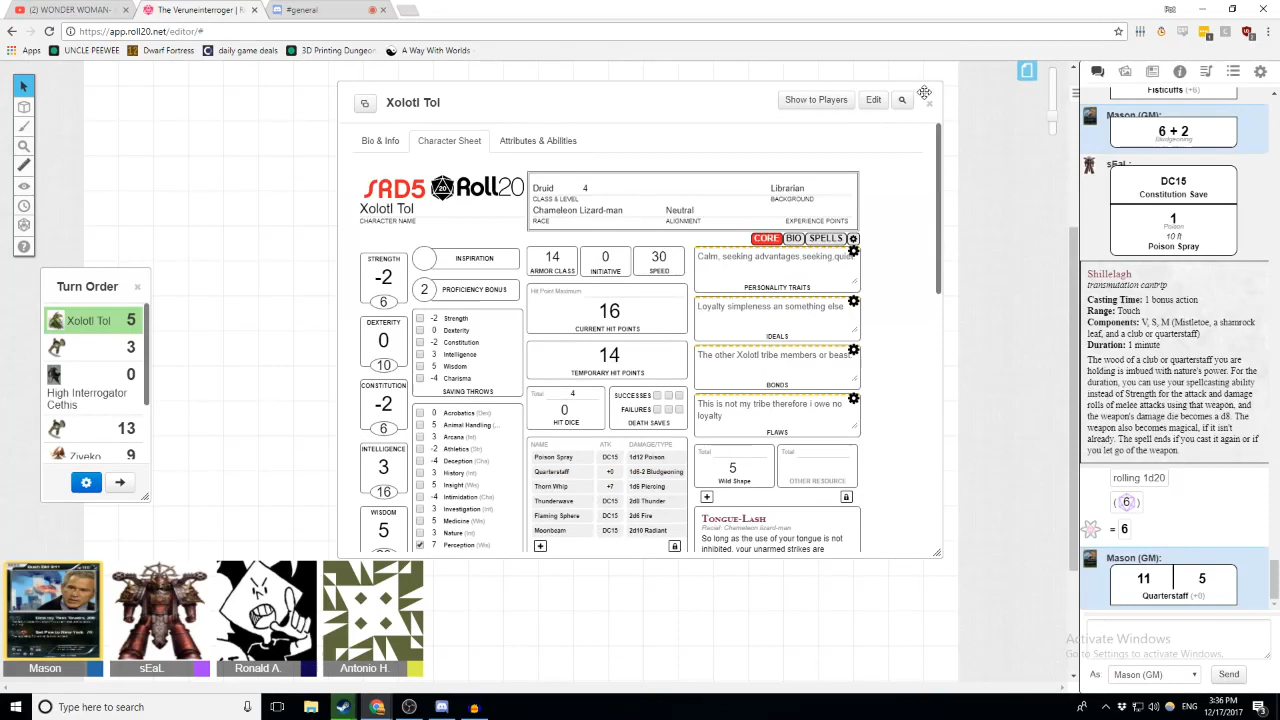 (2) WONDER WOMAN-
The Veruneinterroger | R
#general
https://app.roll20.net/editor/#
Apps
UNCLE PEEWEE
Dwarf Fortress
daily game deals
3D Printing Dungeon
A Way With Words
Xolotl Tol
Show to Players
Edit
Bio & Info
Character Sheet
Attributes & Abilities
SRD5
Roll20
Xolotl Tol
CHARACTER NAME
Druid 4
Librarian
CLASS & LEVEL
BACKGROUND
Chameleon Lizard-man
Neutral
RACE
ALIGNMENT
EXPERIENCE POINTS
CORE
BIO
SPELLS
STRENGTH
-2
6
DEXTERITY
0
10
CONSTITUTION
-2
6
INTELLIGENCE
3
16
WISDOM
5
INSPIRATION
2
PROFICIENCY BONUS
-2 Strength
0 Dexterity
-2 Constitution
3 Intelligence
5 Wisdom
-4 Charisma
SAVING THROWS
0 Acrobatics (Dex)
5 Animal Handling (...
3 Arcana (Int)
-2 Athletics (Str)
-4 Deception (Cha)
3 History (Int)
5 Insight (Wis)
-4 Intimidation (Cha)
3 Investigation (Int)
5 Medicine (Wis)
3 Nature (Int)
7 Perception (Wis)
14
ARMOR CLASS
0
INITIATIVE
30
SPEED
Hit Point Maximum
16
CURRENT HIT POINTS
14
TEMPORARY HIT POINTS
Total
4
0
HIT DICE
SUCCESSES
FAILURES
DEATH SAVES
NAME ATK DAMAGE/TYPE
Poison Spray DC15 1d12 Poison
Quarterstaff +0 1d6-2 Bludgeoning
Thorn Whip +7 1d6 Piercing
Thunderwave DC15 2d8 Thunder
Flaming Sphere DC15 2d6 Fire
Moonbeam DC15 2d10 Radiant
Calm, seeking advantages,seeking,quiet
PERSONALITY TRAITS
Loyalty simpleness an something else
IDEALS
The other Xolotl tribe members or beast.
BONDS
This is not my tribe therefore i owe no
loyalty
FLAWS
Total
5
Wild Shape
Total
OTHER RESOURCE
TONGUE-LASH
Racial: Chameleon lizard-man
So long as the use of your tongue is not
inhibited, your unarmed strikes are
Turn Order
Xolotl Tol 5
3
0
High Interrogator
Cethis
13
Ziveko 9
Mason
sEaL
Ronald A.
Antonio H.
Fisticuffs (+6)
Mason (GM):
6 + 2
Bludgeoning
sEaL:
DC15
Constitution Save
1
Poison
10 ft
Poison Spray
Shillelagh
transmutation cantrip
Casting Time: 1 bonus action
Range: Touch
Components: V, S, M (Mistletoe, a shamrock
leaf, and a club or quarterstaff)
Duration: 1 minute
The wood of a club or quarterstaff you are
holding is imbued with nature's power. For the
duration, you can use your spellcasting ability
instead of Strength for the attack and damage
rolls of melee attacks using that weapon, and
the weapon's damage die becomes a d8. The
weapon also becomes magical, if it isn't
already. The spell ends if you cast it again or if
you let go of the weapon.
rolling 1d20
(6)
= 6
Mason (GM):
11 5
Quarterstaff (+0)
Activate Windows
Go to Settings to activate Windows.
As: Mason (GM)
Send
Type here to search
3:36 PM
12/17/2017